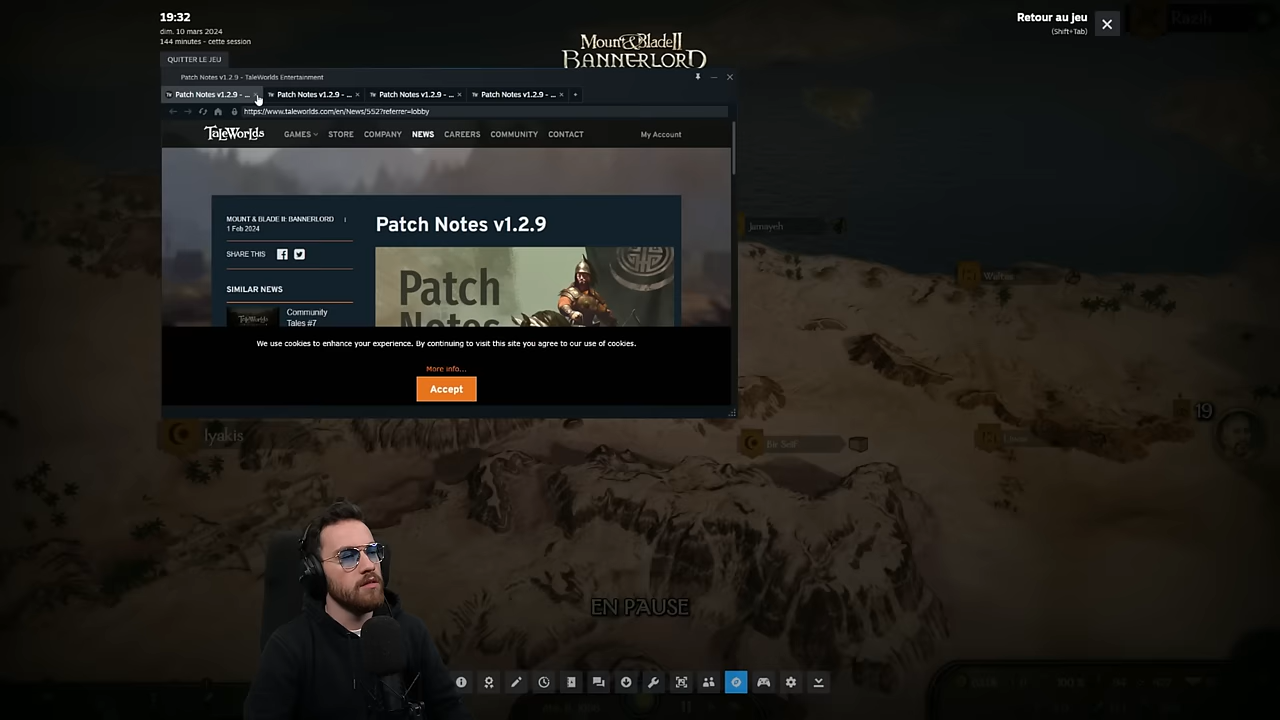 19:32
dim. 10 mars 2024
144 minutes - cette session
Retour au jeu
(Shift+Tab)
Razih
MOUNT&BLADE II
BANNERLORD
QUITTER LE JEU
Patch Notes v1.2.9 - TaleWorlds Entertainment
Patch Notes v1.2.9 - ...
Patch Notes v1.2.9 - ...
Patch Notes v1.2.9 - ...
Patch Notes v1.2.9 - ...
https://www.taleworlds.com/en/News/552?referrer=lobby
TALEWORLDS
GAMES
STORE
COMPANY
NEWS
CAREERS
COMMUNITY
CONTACT
My Account
MOUNT & BLADE II: BANNERLORD
1 Feb 2024
SHARE THIS
SIMILAR NEWS
Community
Tales #7
Patch Notes v1.2.9
Patch
Notes
We use cookies to enhance your experience. By continuing to visit this site you agree to our use of cookies.
More info...
Accept
Jamayeh
Iyakis
19
EN PAUSE